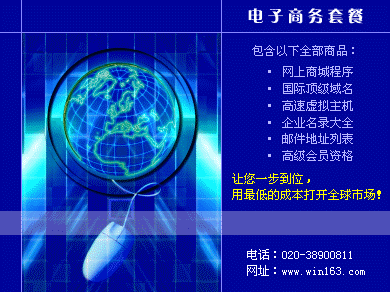 电子商务套餐
包含以下全部商品：
• 网上商城程序
• 国际顶级域名
• 高速虚拟主机
• 企业名录大全
• 邮件地址列表
• 高级会员资格
让您一步到位，
用最低的成本打开全球市场！
电话：020-38900811
网址：www.win163.com